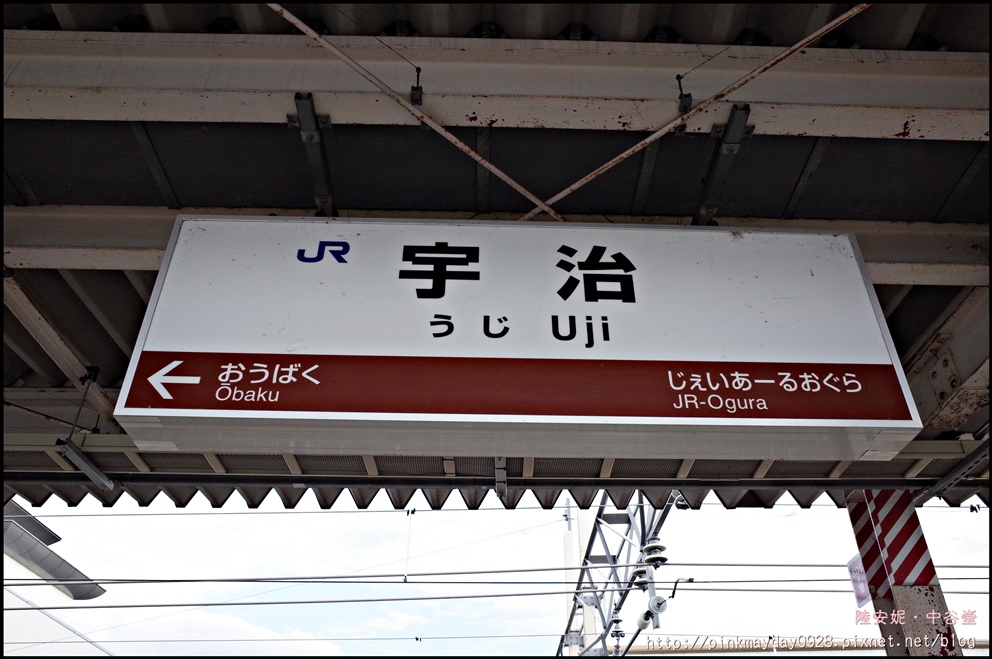 JR 宇治
うじ Uji
← おうばく
Ōbaku
じぇいあーるおぐら
JR-Ogura
陸安妮·中谷堂
http://pinkmayday0928.pixnet.net/blog